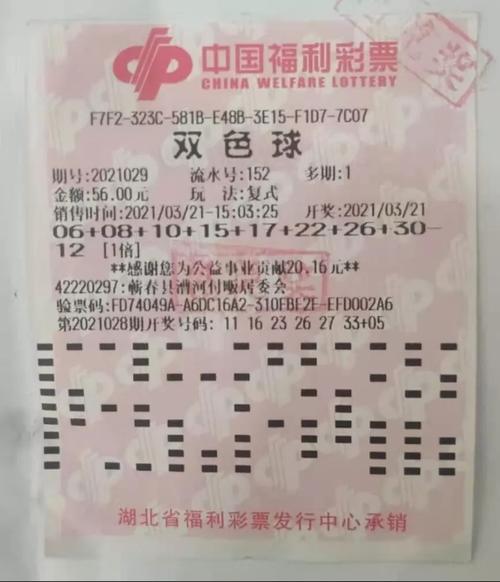 中国福利彩票
CHINA WELFARE LOTTERY
F7F2-323C-581B-E48B-3E15-F1D7-7C07
双色球
期号:2021029 流水号:152 多期:1
金额:56.00元 玩 法:复式
销售时间:2021/03/21-15:03:25 开奖:2021/03/21
06+08+10+15+17+22+26+30-
12 [1倍]
**感谢您为公益事业贡献20.16元**
42220297:蕲春县漕河付畈居委会
验票码:FD74049A-A6DC16A2-310FBF2E-EFD002A6
第2021028期开奖号码: 11 16 23 26 27 33+05
湖北省福利彩票发行中心承销